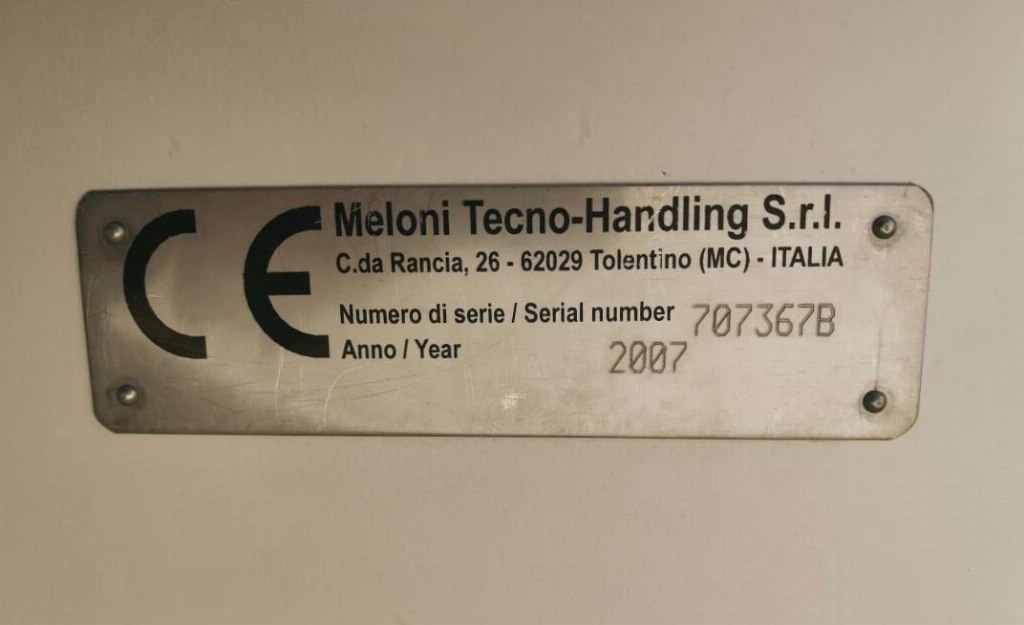 CE
Meloni Tecno-Handling S.r.l.
C.da Rancia, 26 - 62029 Tolentino (MC) - ITALIA
Numero di serie / Serial number 707367B
Anno / Year 2007